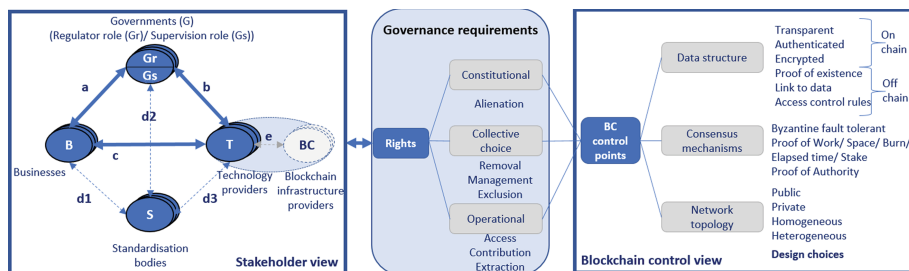 Governments (G)
(Regulator role (Gr)/ Supervision role (Gs))
Gr
Gs
a
b
d2
B
c
T
e
BC
Businesses
Technology
providers
Blockchain
infrastructure
providers
d1
S
d3
Standardisation
bodies
Stakeholder view
Governance requirements
Rights
Constitutional
Alienation
Collective
choice
Removal
Management
Exclusion
Operational
Access
Contribution
Extraction
BC
control
points
Data structure
Transparent
Authenticated
Encrypted
Proof of existence
Link to data
Access control rules
On
chain
Off
chain
Consensus
mechanisms
Byzantine fault tolerant
Proof of Work/ Space/ Burn/
Elapsed time/ Stake
Proof of Authority
Network
topology
Public
Private
Homogeneous
Heterogeneous
Design choices
Blockchain control view